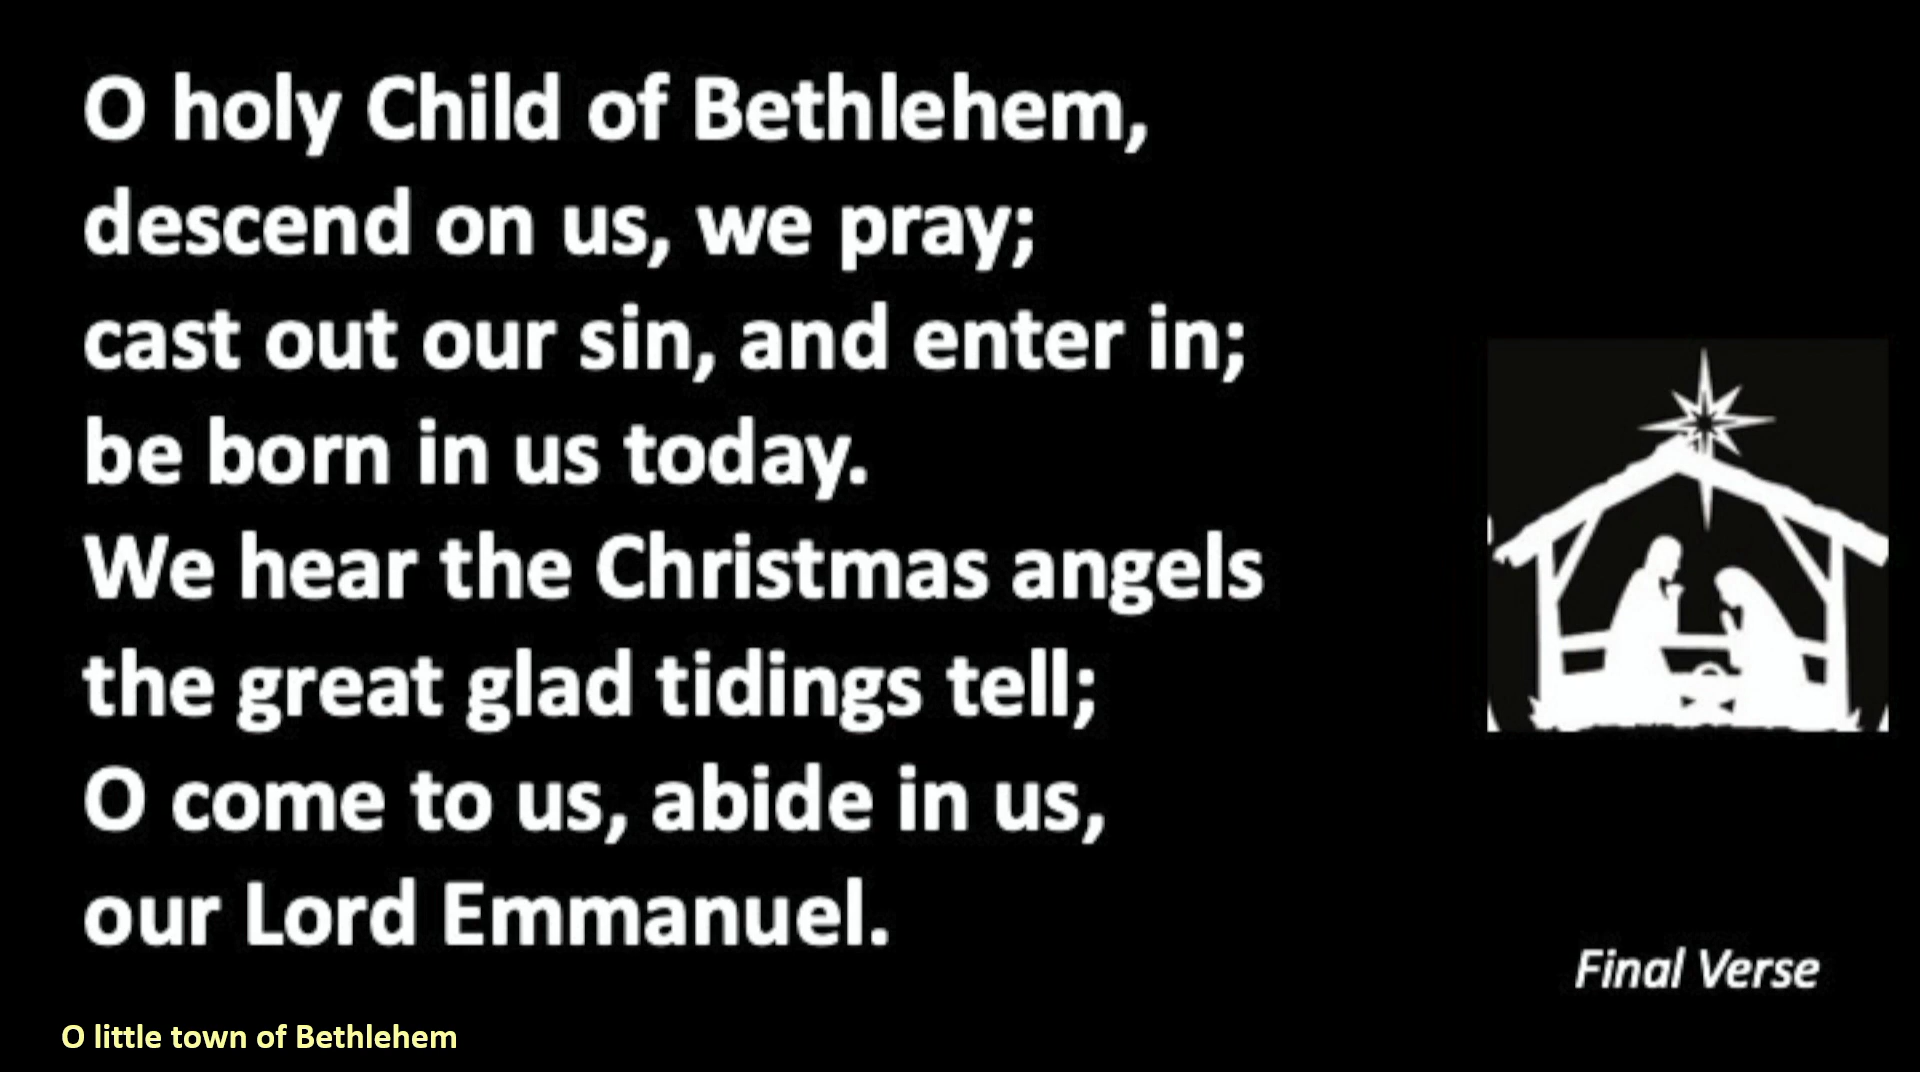 O holy Child of Bethlehem,
descend on us, we pray;
cast out our sin, and enter in;
be born in us today.
We hear the Christmas angels
the great glad tidings tell;
O come to us, abide in us,
our Lord Emmanuel.
Final Verse
O little town of Bethlehem